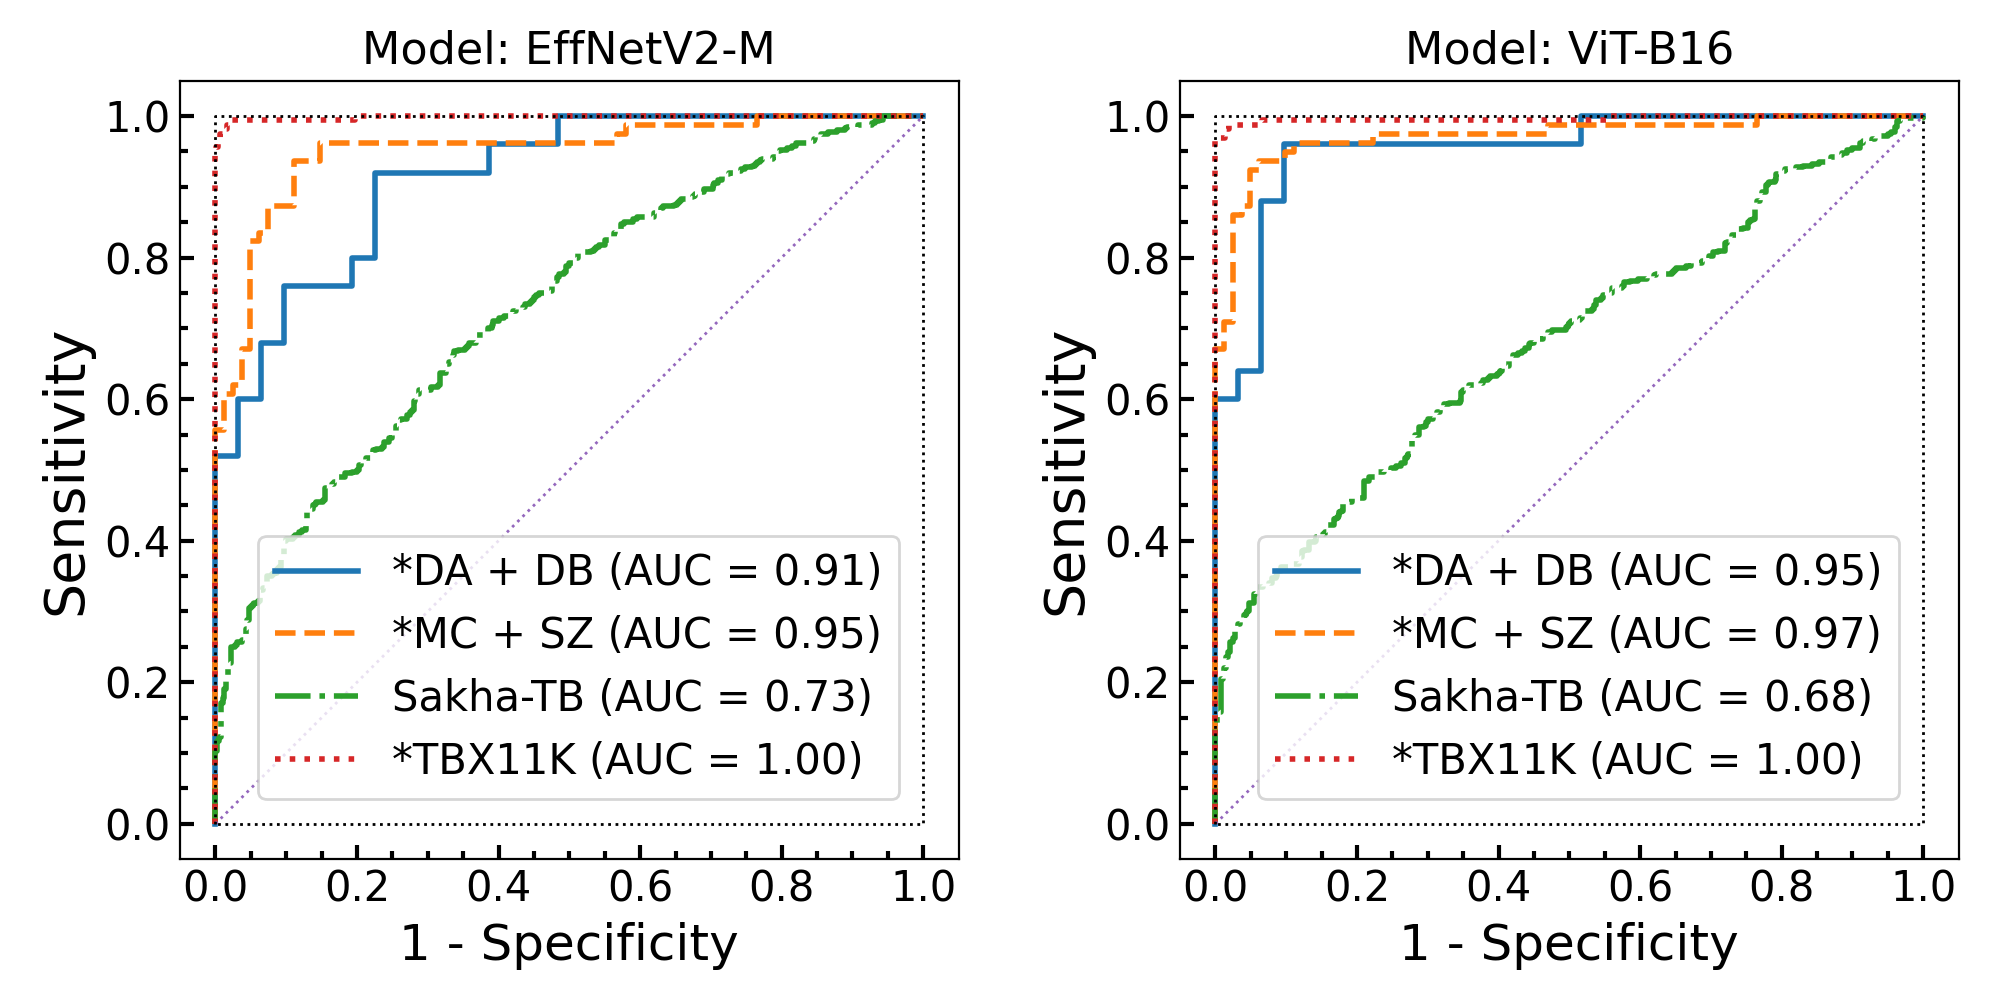 Model: EffNetV2-M
1.0
0.8
0.6
0.4
0.2
0.0
Sensitivity
*DA + DB (AUC = 0.91)
*MC + SZ (AUC = 0.95)
Sakha-TB (AUC = 0.73)
*TBX11K (AUC = 1.00)
0.0 0.2 0.4 0.6 0.8 1.0
1 - Specificity
Model: ViT-B16
1.0
0.8
0.6
0.4
0.2
0.0
Sensitivity
*DA + DB (AUC = 0.95)
*MC + SZ (AUC = 0.97)
Sakha-TB (AUC = 0.68)
*TBX11K (AUC = 1.00)
0.0 0.2 0.4 0.6 0.8 1.0
1 - Specificity